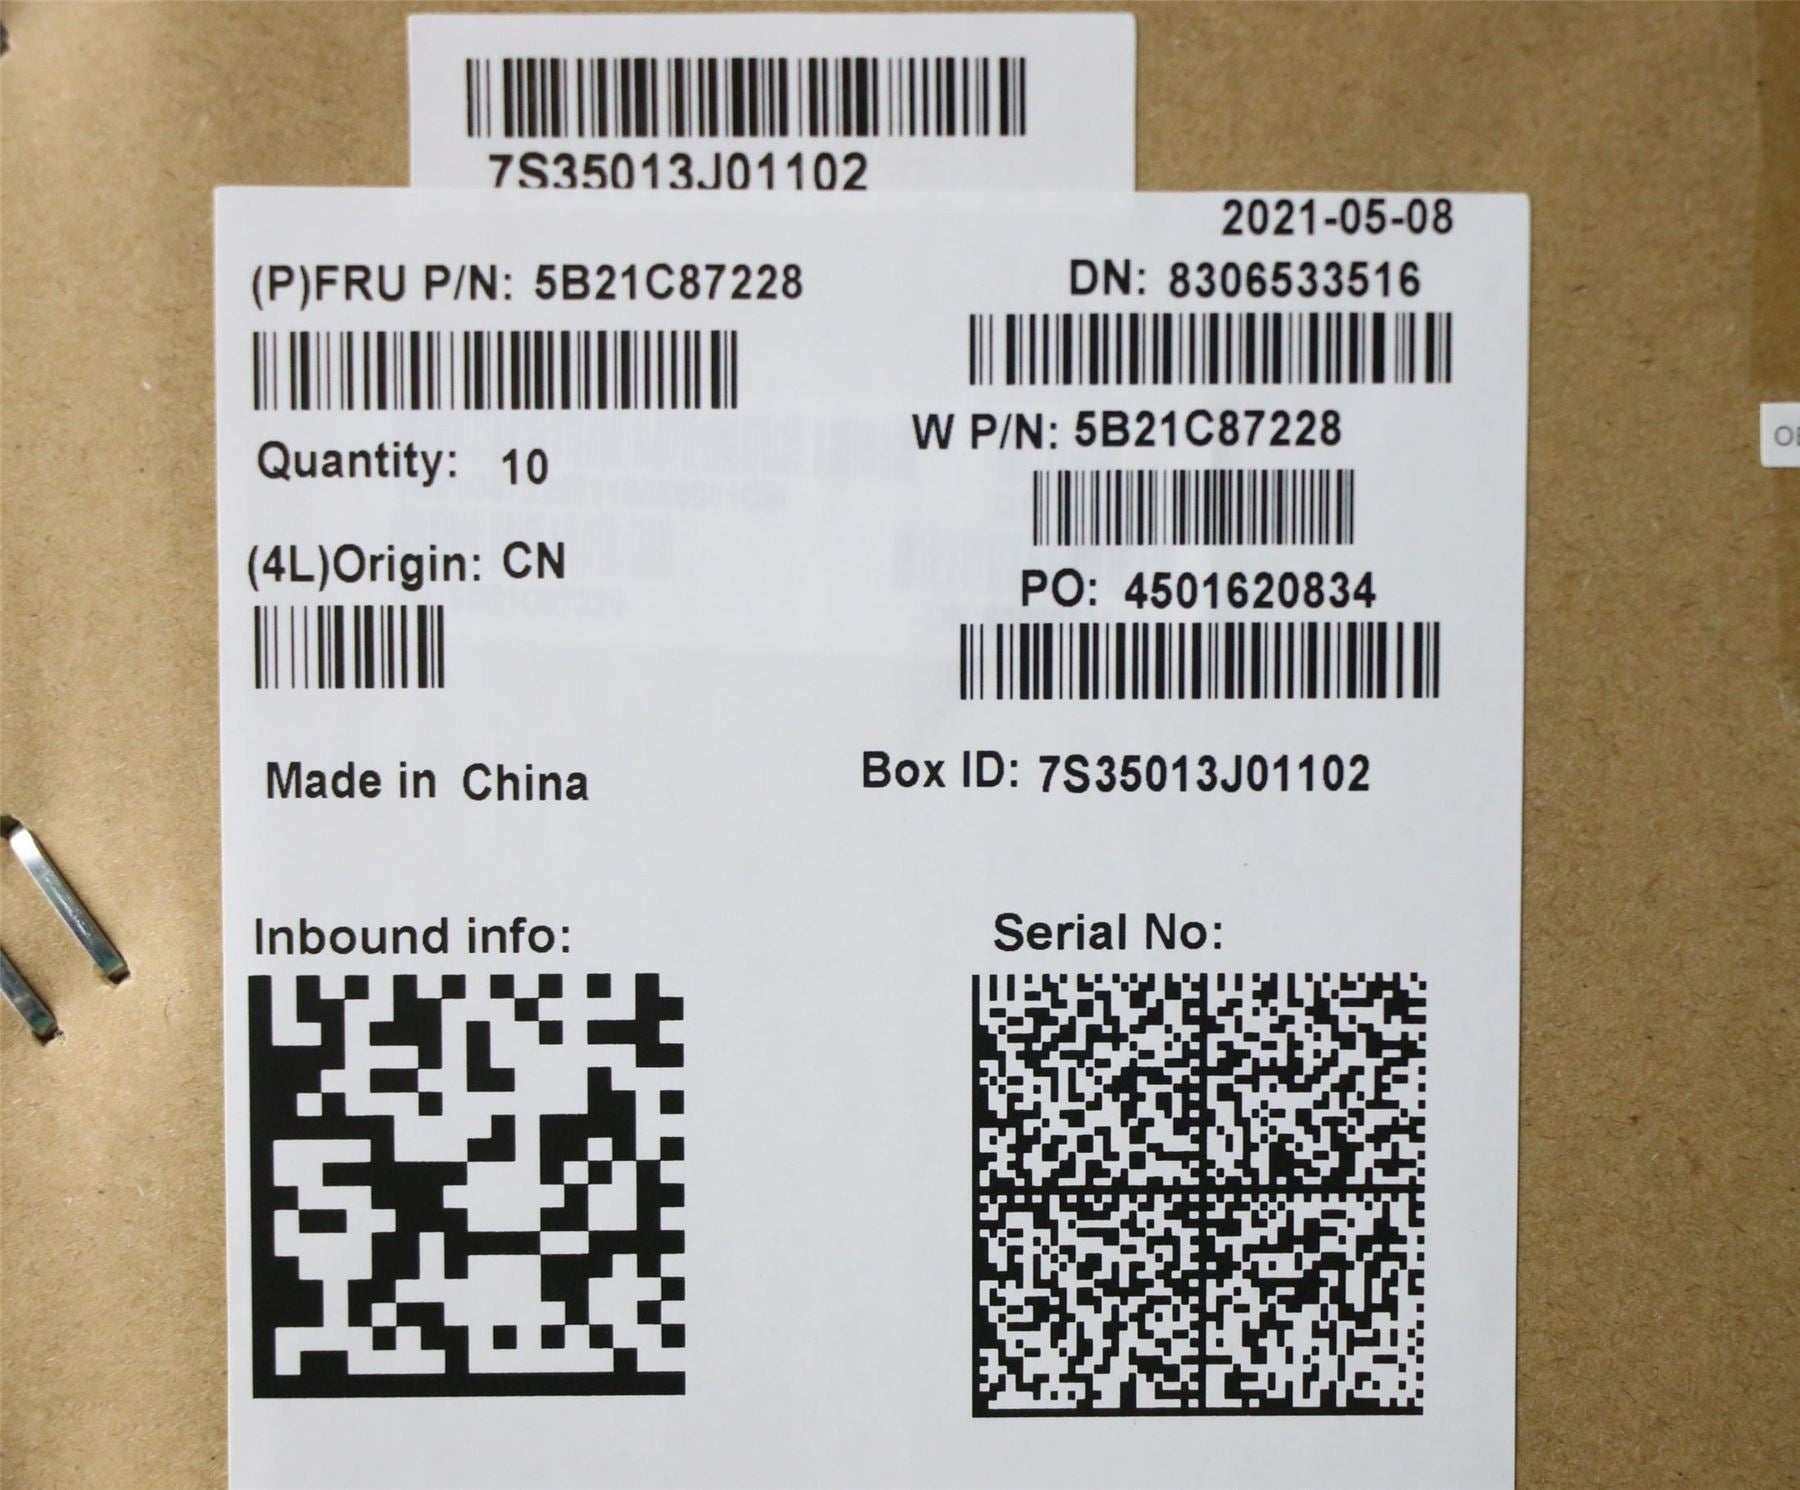 7S35013J01102
2021-05-08
(P)FRU P/N: 5B21C87228
DN: 8306533516
W P/N: 5B21C87228
Quantity: 10
(4L)Origin: CN
PO: 4501620834
Made in China
Box ID: 7S35013J01102
Inbound info:
Serial No: